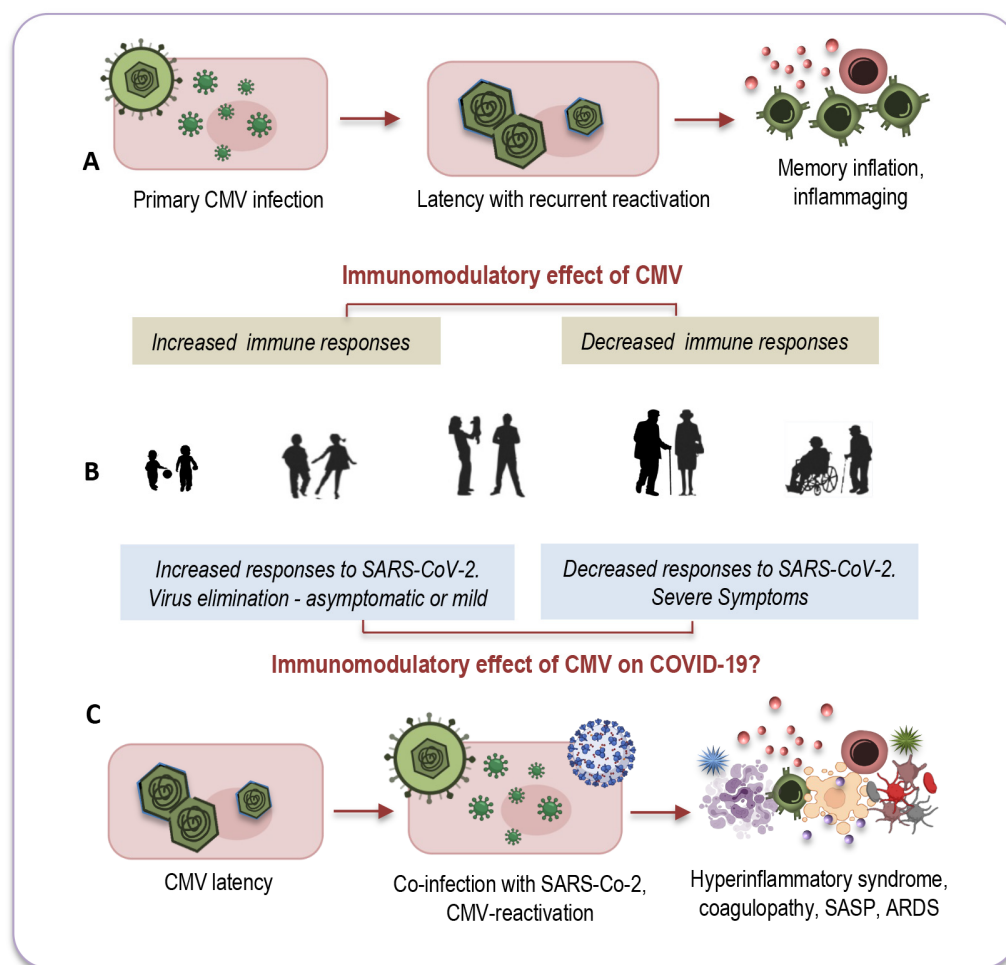 A
Primary CMV infection
Latency with recurrent reactivation
Memory inflation,
inflammaging
Immunomodulatory effect of CMV
Increased immune responses
Decreased immune responses
B
Increased responses to SARS-CoV-2.
Virus elimination - asymptomatic or mild
Decreased responses to SARS-CoV-2.
Severe Symptoms
Immunomodulatory effect of CMV on COVID-19?
C
CMV latency
Co-infection with SARS-Co-2,
CMV-reactivation
Hyperinflammatory syndrome,
coagulopathy, SASP, ARDS